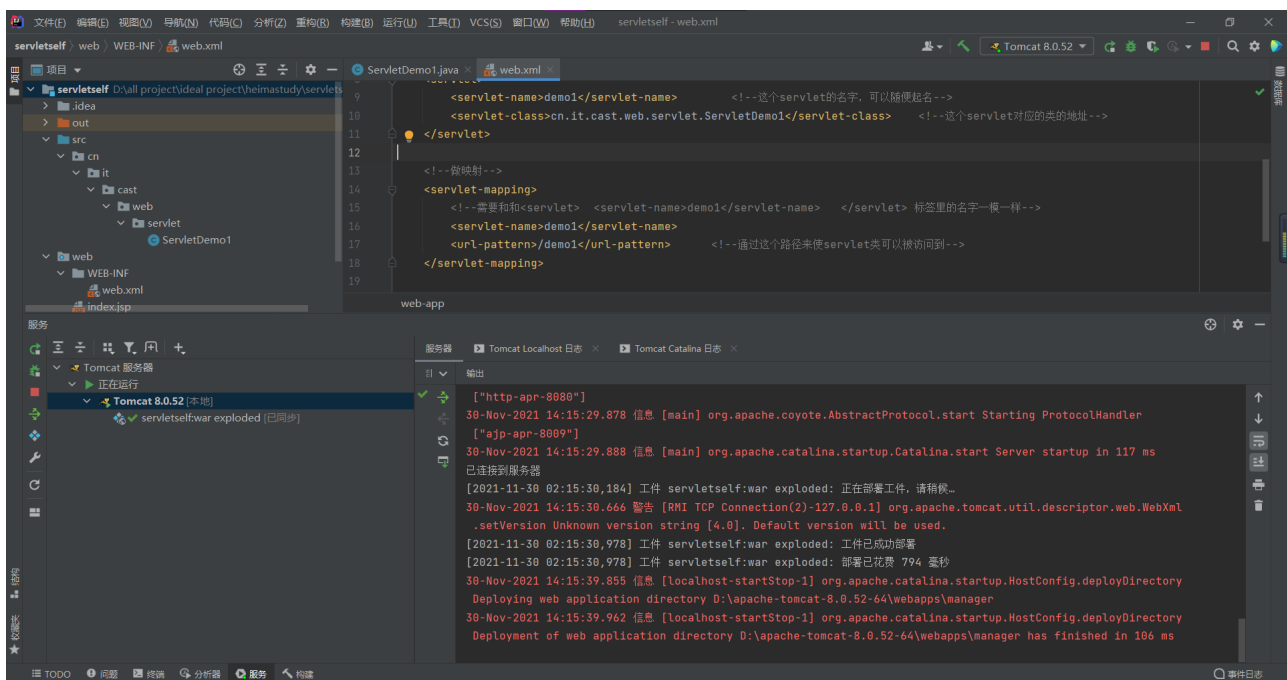 文件(F) 编辑(E) 视图(V) 导航(N) 代码(C) 分析(Z) 重构(R) 构建(B) 运行(U) 工具(T) VCS(S) 窗口(W) 帮助(H) servletself - web.xml
servletself web WEB-INF web.xml
Tomcat 8.0.52
项目
项目
ServletDemo1.java
web.xml
servletself D:\all project\ideal project\heimastudy\servlets
.idea
out
src
cn
it
cast
web
servlet
ServletDemo1
web
WEB-INF
web.xml
index.jsp
9 <servlet-name>demo1</servlet-name> <!--这个servlet的名字，可以随便起名-->
10 <servlet-class>cn.it.cast.web.servlet.ServletDemo1</servlet-class> <!--这个servlet对应的类的地址-->
11 </servlet>
12
13 <!--做映射-->
14 <servlet-mapping>
15 <!--需要和和<servlet> <servlet-name>demo1</servlet-name> </servlet> 标签里的名字一模一样-->
16 <servlet-name>demo1</servlet-name>
17 <url-pattern>/demo1</url-pattern> <!--通过这个路径来使servlet类可以被访问到-->
18 </servlet-mapping>
19
web-app
数据库
服务
Tomcat 服务器
正在运行
Tomcat 8.0.52 [本地]
servletself:war exploded [已同步]
服务器
Tomcat Localhost 日志
Tomcat Catalina 日志
输出
["http-apr-8080"]
30-Nov-2021 14:15:29.878 信息 [main] org.apache.coyote.AbstractProtocol.start Starting ProtocolHandler
["ajp-apr-8009"]
30-Nov-2021 14:15:29.888 信息 [main] org.apache.catalina.startup.Catalina.start Server startup in 117 ms
已连接到服务器
[2021-11-30 02:15:30,184] 工件 servletself:war exploded: 正在部署工件，请稍候…
30-Nov-2021 14:15:30.666 警告 [RMI TCP Connection(2)-127.0.0.1] org.apache.tomcat.util.descriptor.web.WebXml
.setVersion Unknown version string [4.0]. Default version will be used.
[2021-11-30 02:15:30,978] 工件 servletself:war exploded: 工件已成功部署
[2021-11-30 02:15:30,978] 工件 servletself:war exploded: 部署已花费 794 毫秒
30-Nov-2021 14:15:39.855 信息 [localhost-startStop-1] org.apache.catalina.startup.HostConfig.deployDirectory
Deploying web application directory D:\apache-tomcat-8.0.52-64\webapps\manager
30-Nov-2021 14:15:39.962 信息 [localhost-startStop-1] org.apache.catalina.startup.HostConfig.deployDirectory
Deployment of web application directory D:\apache-tomcat-8.0.52-64\webapps\manager has finished in 106 ms
结构
收藏夹
TODO 问题 终端 分析器 服务 构建
事件日志